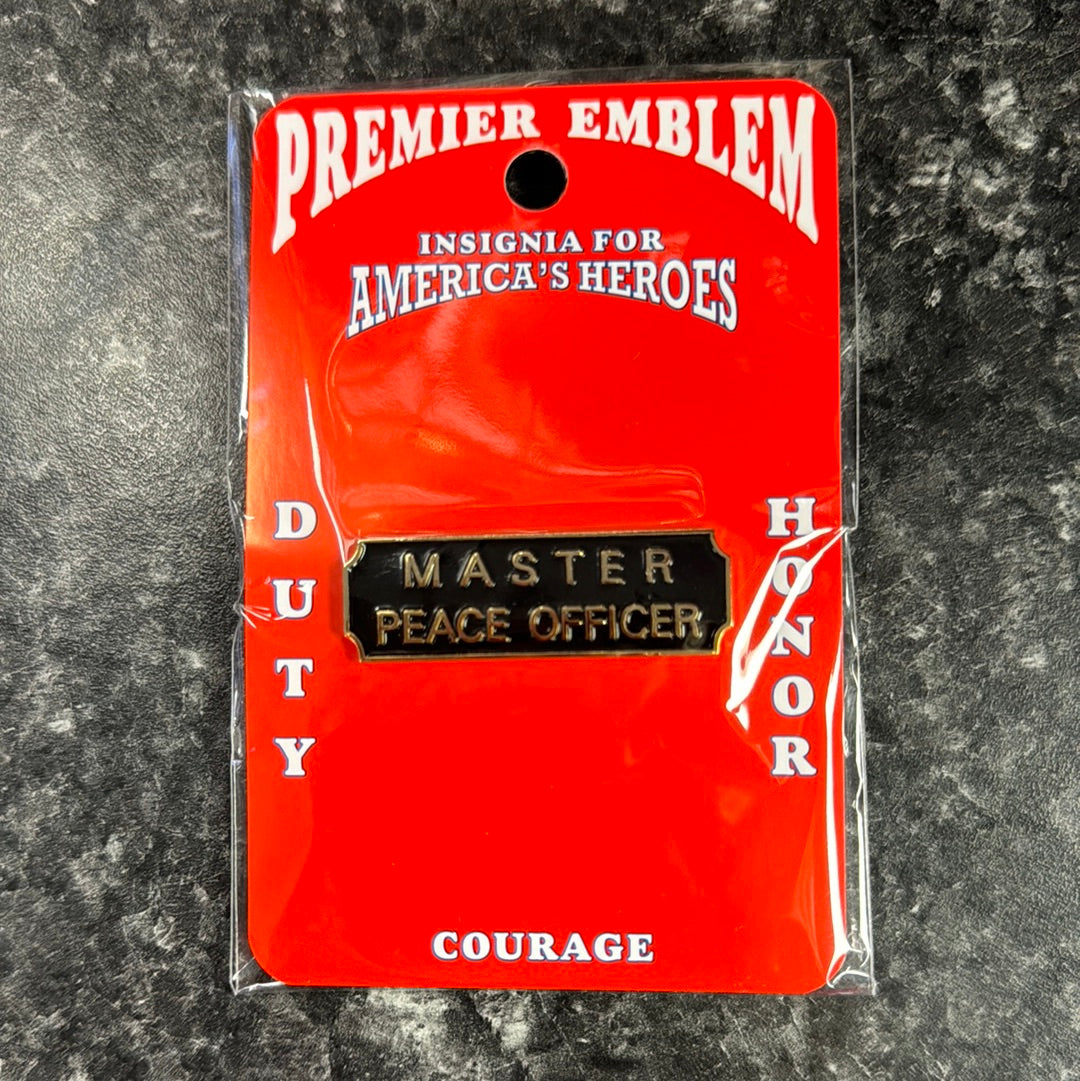 PREMIER EMBLEM
INSIGNIA FOR
AMERICA'S HEROES
DUTY
HONOR
MASTER
PEACE OFFICER
COURAGE